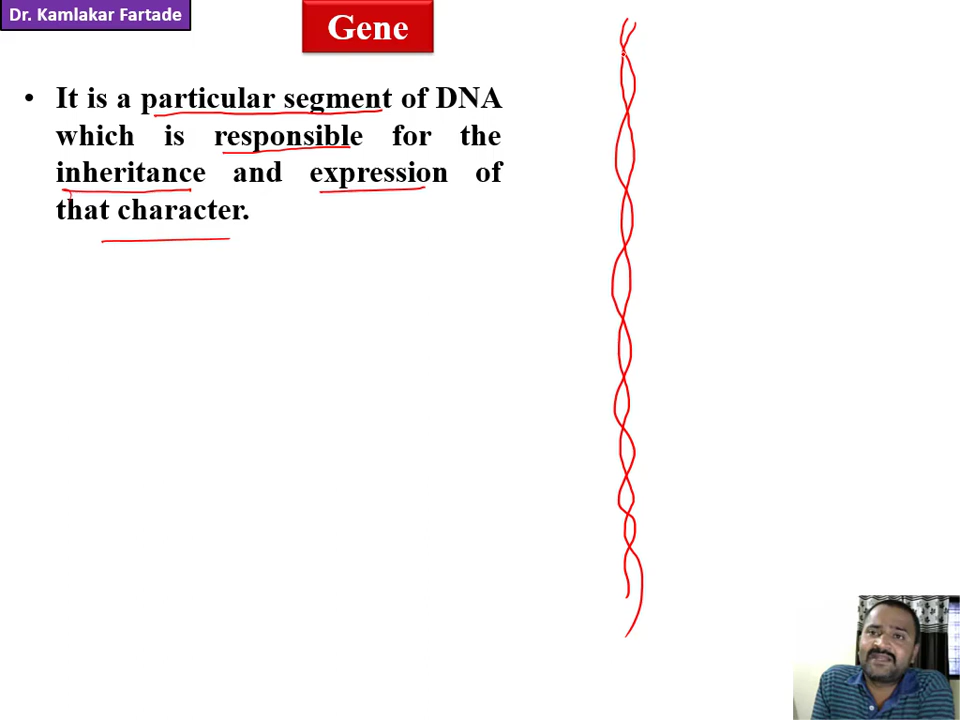 Dr. Kamlakar Fartade
Gene
• It is a particular segment of DNA
which is responsible for the
inheritance and expression of
that character.